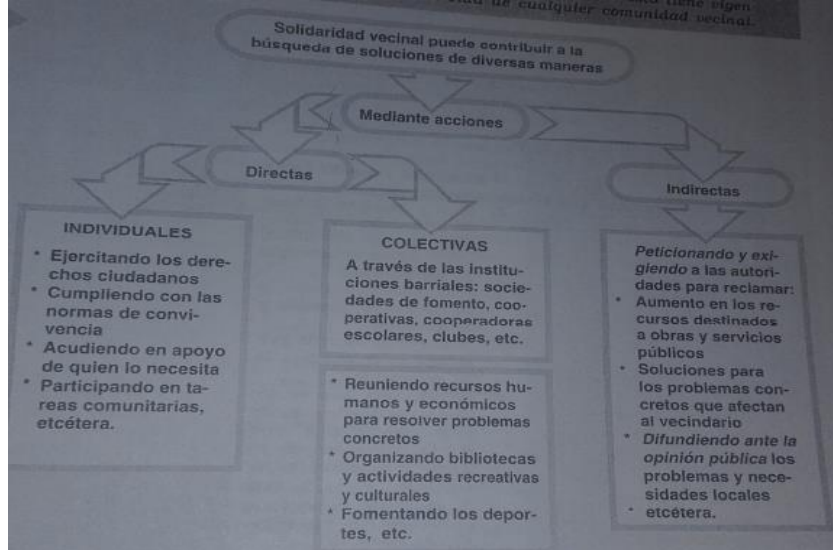 tiene vigen-
de cualquier comunidad vecinal.
Solidaridad vecinal puede contribuir a la
búsqueda de soluciones de diversas maneras
Mediante acciones
Directas
Indirectas
INDIVIDUALES
* Ejercitando los dere-
chos ciudadanos
* Cumpliendo con las
normas de convi-
vencia
* Acudiendo en apoyo
de quien lo necesita
* Participando en ta-
reas comunitarias,
etcétera.
COLECTIVAS
A través de las institu-
ciones barriales: socie-
dades de fomento, coo-
perativas, cooperadoras
escolares, clubes, etc.
* Reuniendo recursos hu-
manos y económicos
para resolver problemas
concretos
* Organizando bibliotecas
y actividades recreativas
y culturales
* Fomentando los depor-
tes, etc.
Peticionando y exi-
giendo a las autori-
dades para reclamar:
* Aumento en los re-
cursos destinados
a obras y servicios
públicos
* Soluciones para
los problemas con-
cretos que afectan
al vecindario
* Difundiendo ante la
opinión pública los
problemas y nece-
sidades locales
* etcétera.